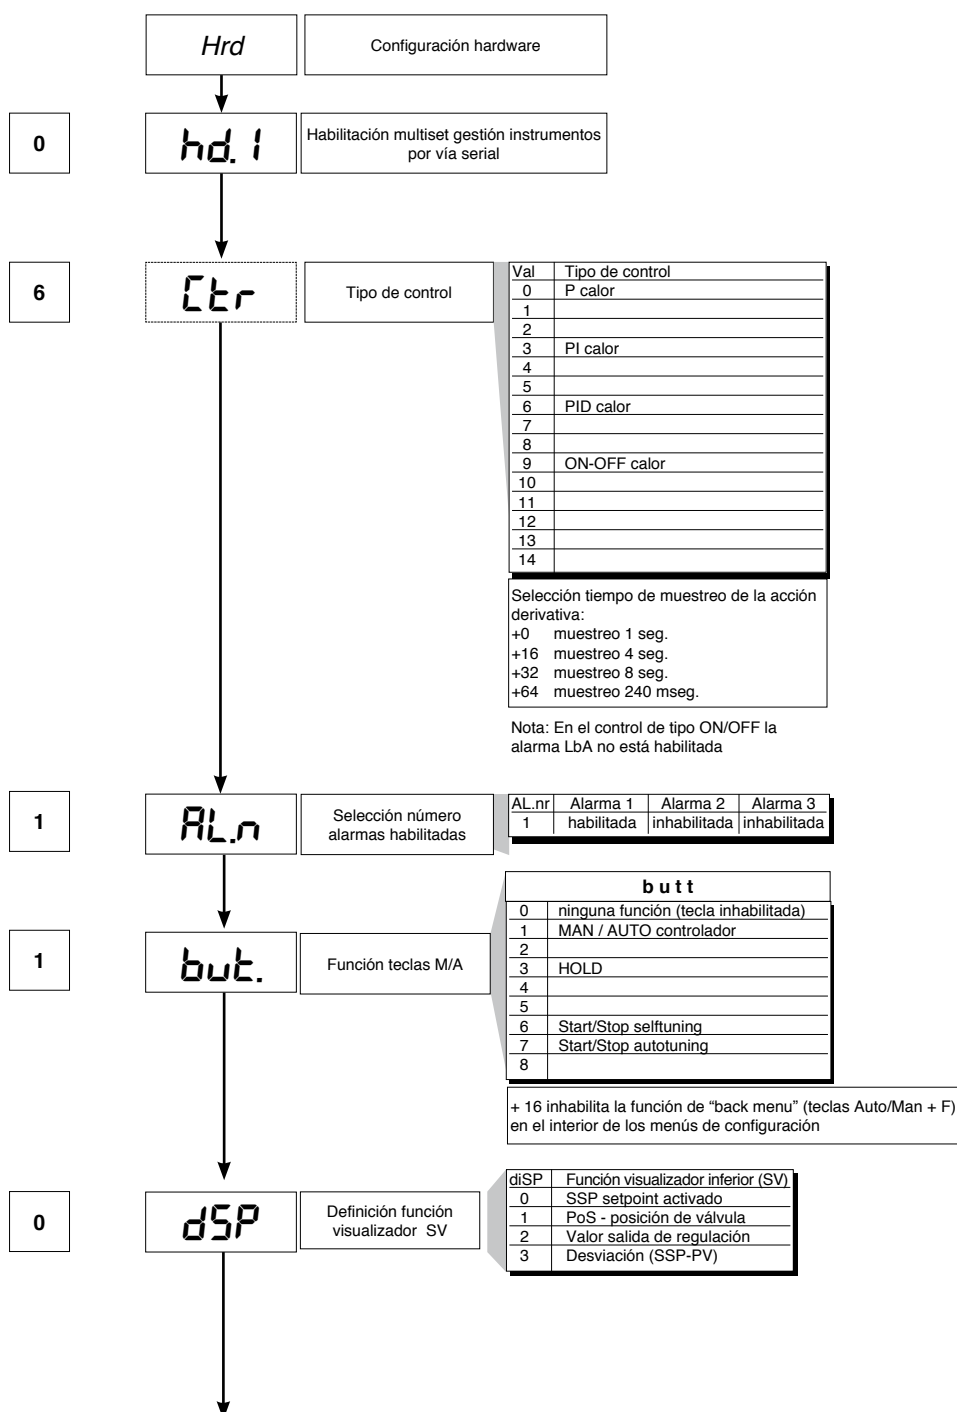 Hrd
Configuración hardware
0
hd. 1
Habilitación multiset gestión instrumentos
por vía serial
6
Ctr
Tipo de control
Val Tipo de control
0 P calor
1
2
3 PI calor
4
5
6 PID calor
7
8
9 ON-OFF calor
10
11
12
13
14
Selección tiempo de muestreo de la acción
derivativa:
+0 muestreo 1 seg.
+16 muestreo 4 seg.
+32 muestreo 8 seg.
+64 muestreo 240 mseg.
Nota: En el control de tipo ON/OFF la
alarma LbA no está habilitada
1
AL.n
Selección número
alarmas habilitadas
AL.nr Alarma 1 Alarma 2 Alarma 3
1 habilitada inhabilitada inhabilitada
1
but.
Función teclas M/A
b u t t
0 ninguna función (tecla inhabilitada)
1 MAN / AUTO controlador
2
3 HOLD
4
5
6 Start/Stop selftuning
7 Start/Stop autotuning
8
+ 16 inhabilita la función de “back menu” (teclas Auto/Man + F)
en el interior de los menús de configuración
0
dSP
Definición función
visualizador SV
diSP Función visualizador inferior (SV)
0 SSP setpoint activado
1 PoS - posición de válvula
2 Valor salida de regulación
3 Desviación (SSP-PV)